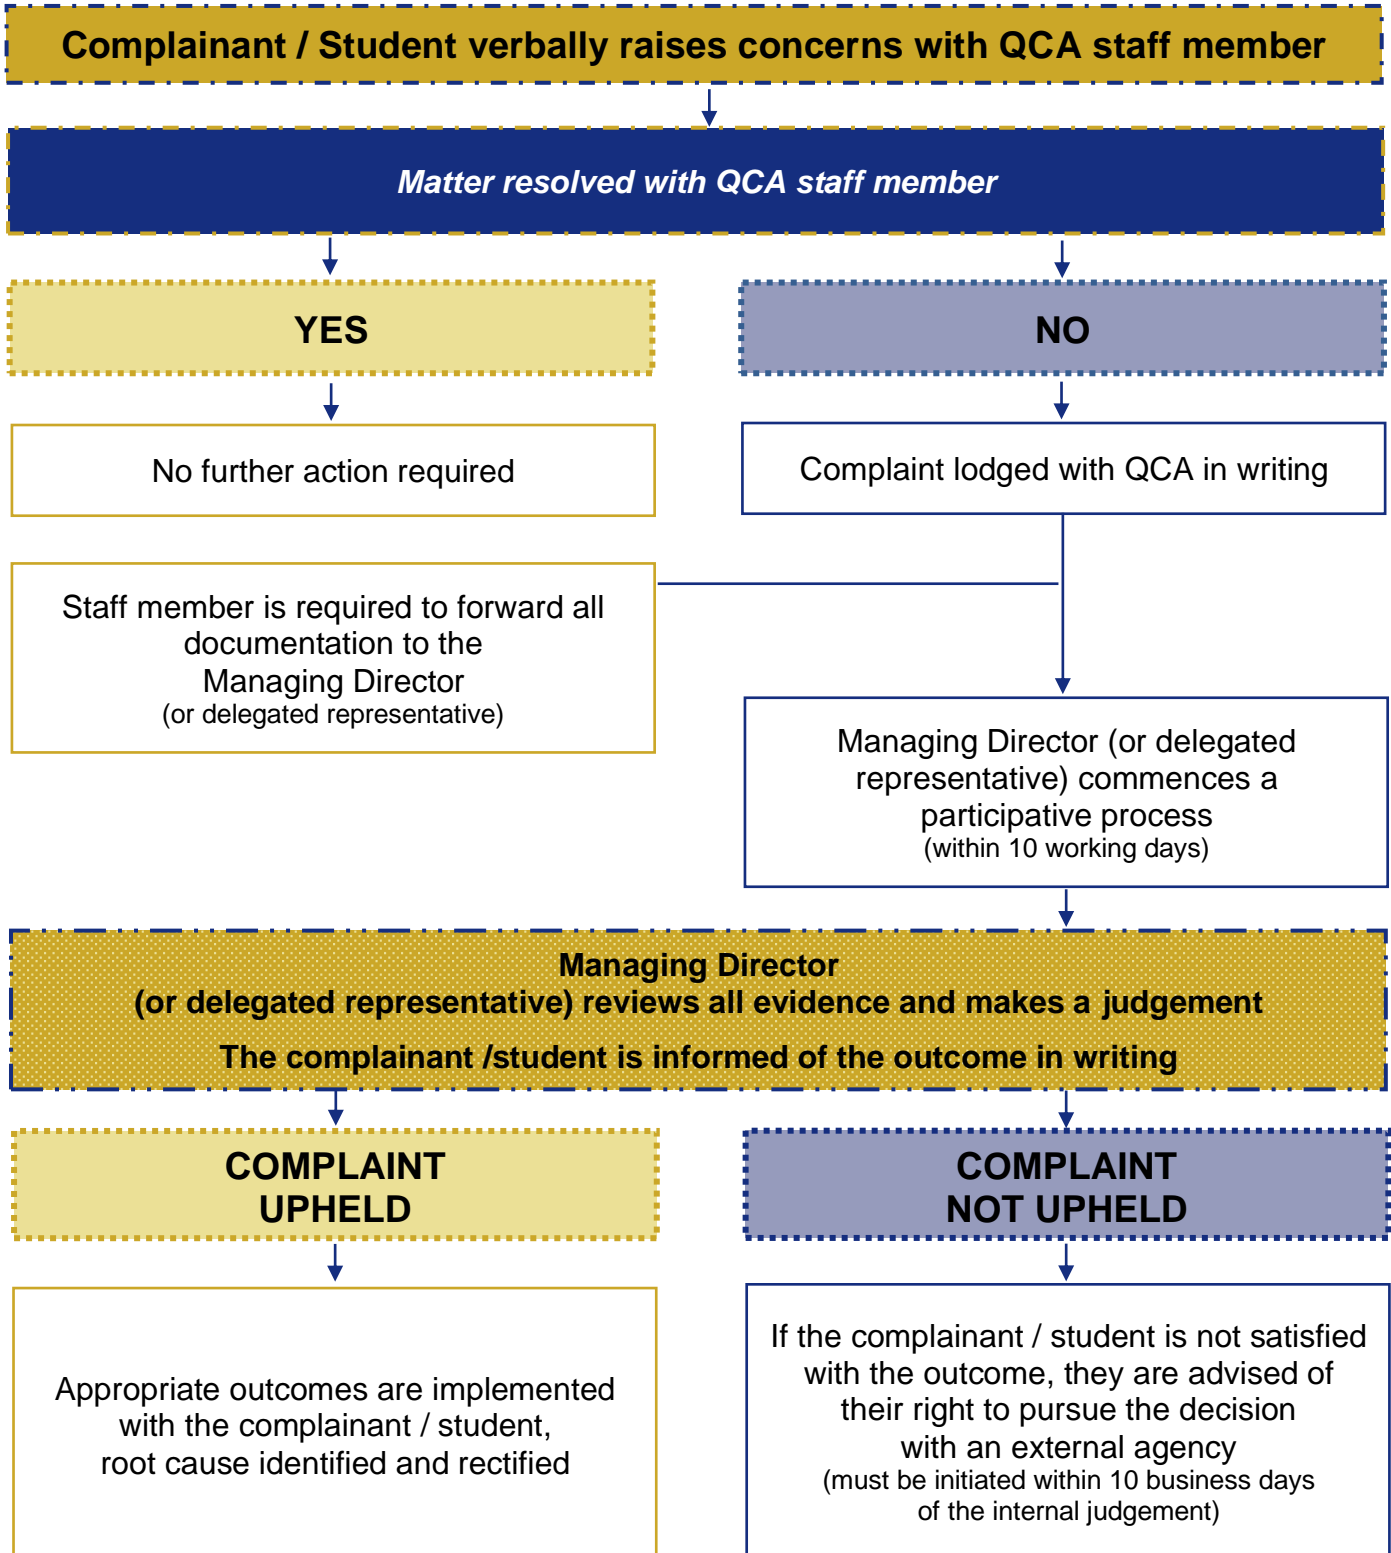 Complainant / Student verbally raises concerns with QCA staff member
Matter resolved with QCA staff member
YES
NO
No further action required
Complaint lodged with QCA in writing
Staff member is required to forward all
documentation to the
Managing Director
(or delegated representative)
Managing Director (or delegated
representative) commences a
participative process
(within 10 working days)
Managing Director
(or delegated representative) reviews all evidence and makes a judgement
The complainant /student is informed of the outcome in writing
COMPLAINT
UPHELD
COMPLAINT
NOT UPHELD
Appropriate outcomes are implemented
with the complainant / student,
root cause identified and rectified
If the complainant / student is not satisfied
with the outcome, they are advised of
their right to pursue the decision
with an external agency
(must be initiated within 10 business days
of the internal judgement)